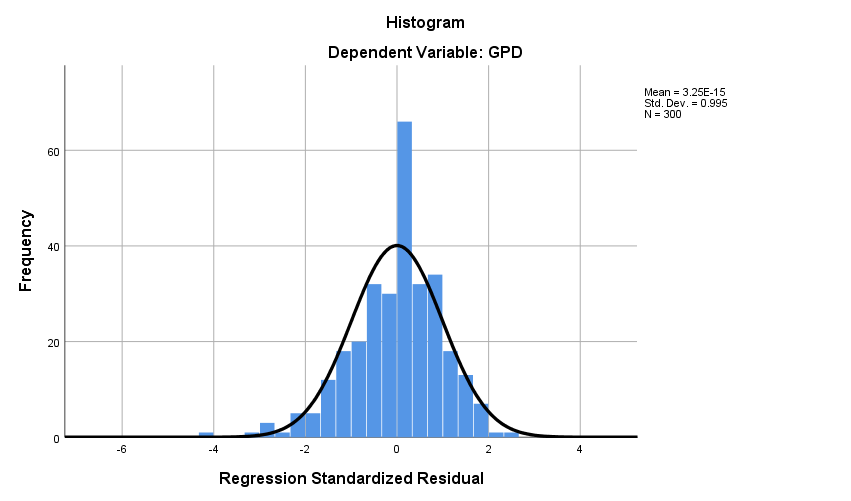 Histogram
Dependent Variable: GPD
Mean = 3.25E-15
Std. Dev. = 0.995
N = 300
Frequency
60
40
20
0
-6 -4 -2 0 2 4
Regression Standardized Residual